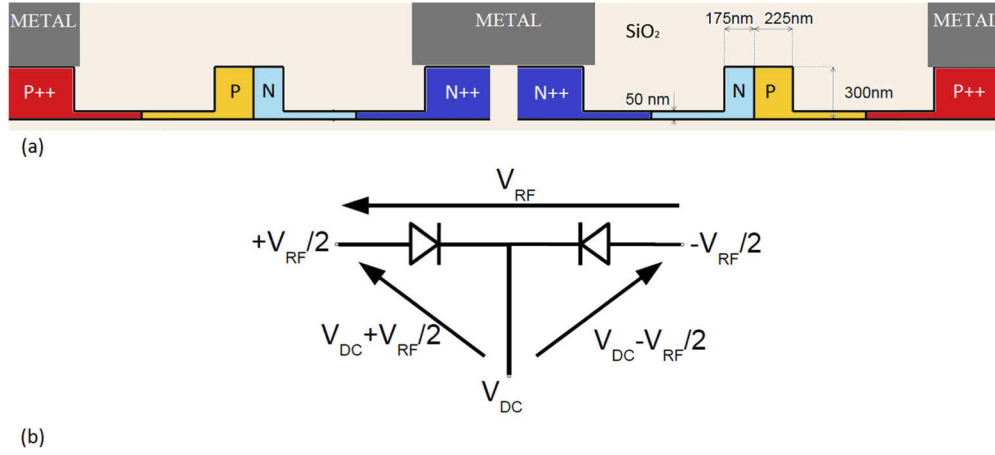 METAL METAL METAL
SiO₂
175nm 225nm
P++ P N N++ N++ N P P++
50 nm
300nm
(a)
V_RF
+V_RF/2 -V_RF/2
V_DC+V_RF/2 V_DC-V_RF/2
V_DC
(b)